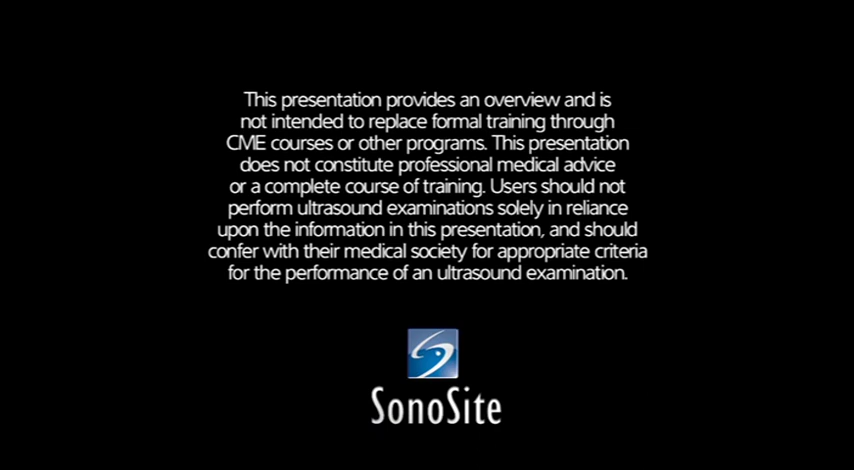 This presentation provides an overview and is
not intended to replace formal training through
CME courses or other programs. This presentation
does not constitute professional medical advice
or a complete course of training. Users should not
perform ultrasound examinations solely in reliance
upon the information in this presentation, and should
confer with their medical society for appropriate criteria
for the performance of an ultrasound examination.
SonoSite